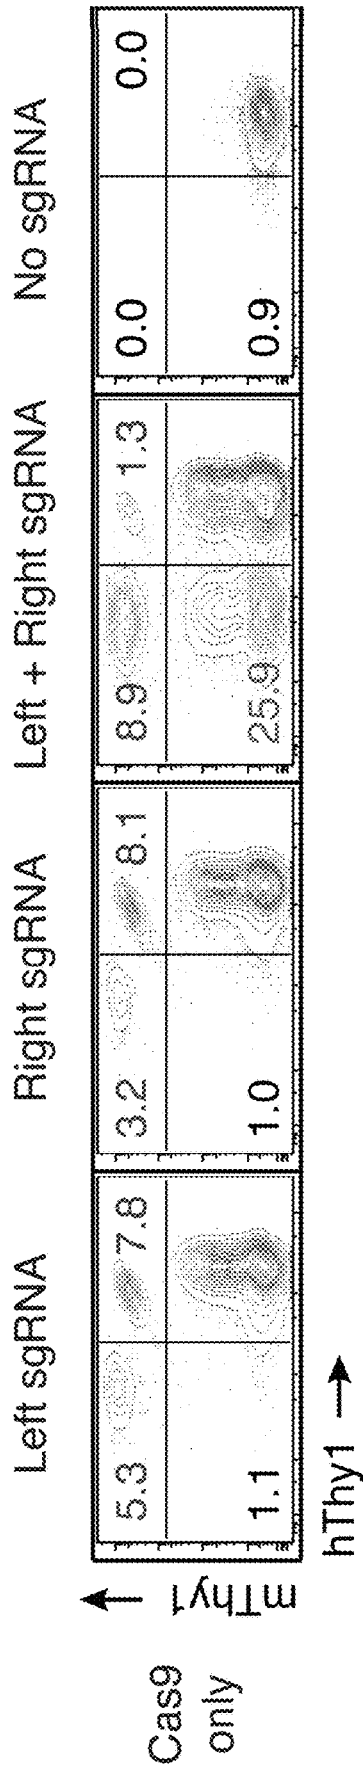 Left sgRNA
Right sgRNA
Left + Right sgRNA
No sgRNA
Cas9
only
mThy1
5.3
7.8
1.1
3.2
8.1
1.0
8.9
1.3
25.9
0.0
0.0
0.9
hThy1